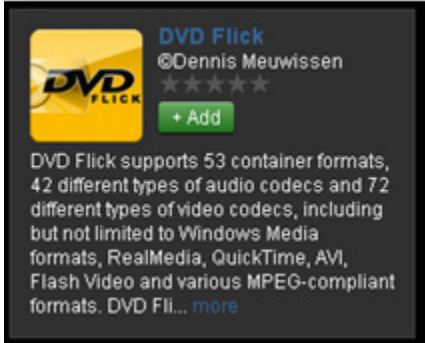 DVD FLICK
DVD Flick
©Dennis Meuwissen
+ Add
DVD Flick supports 53 container formats,
42 different types of audio codecs and 72
different types of video codecs, including
but not limited to Windows Media
formats, RealMedia, QuickTime, AVI,
Flash Video and various MPEG-compliant
formats. DVD Fli... more